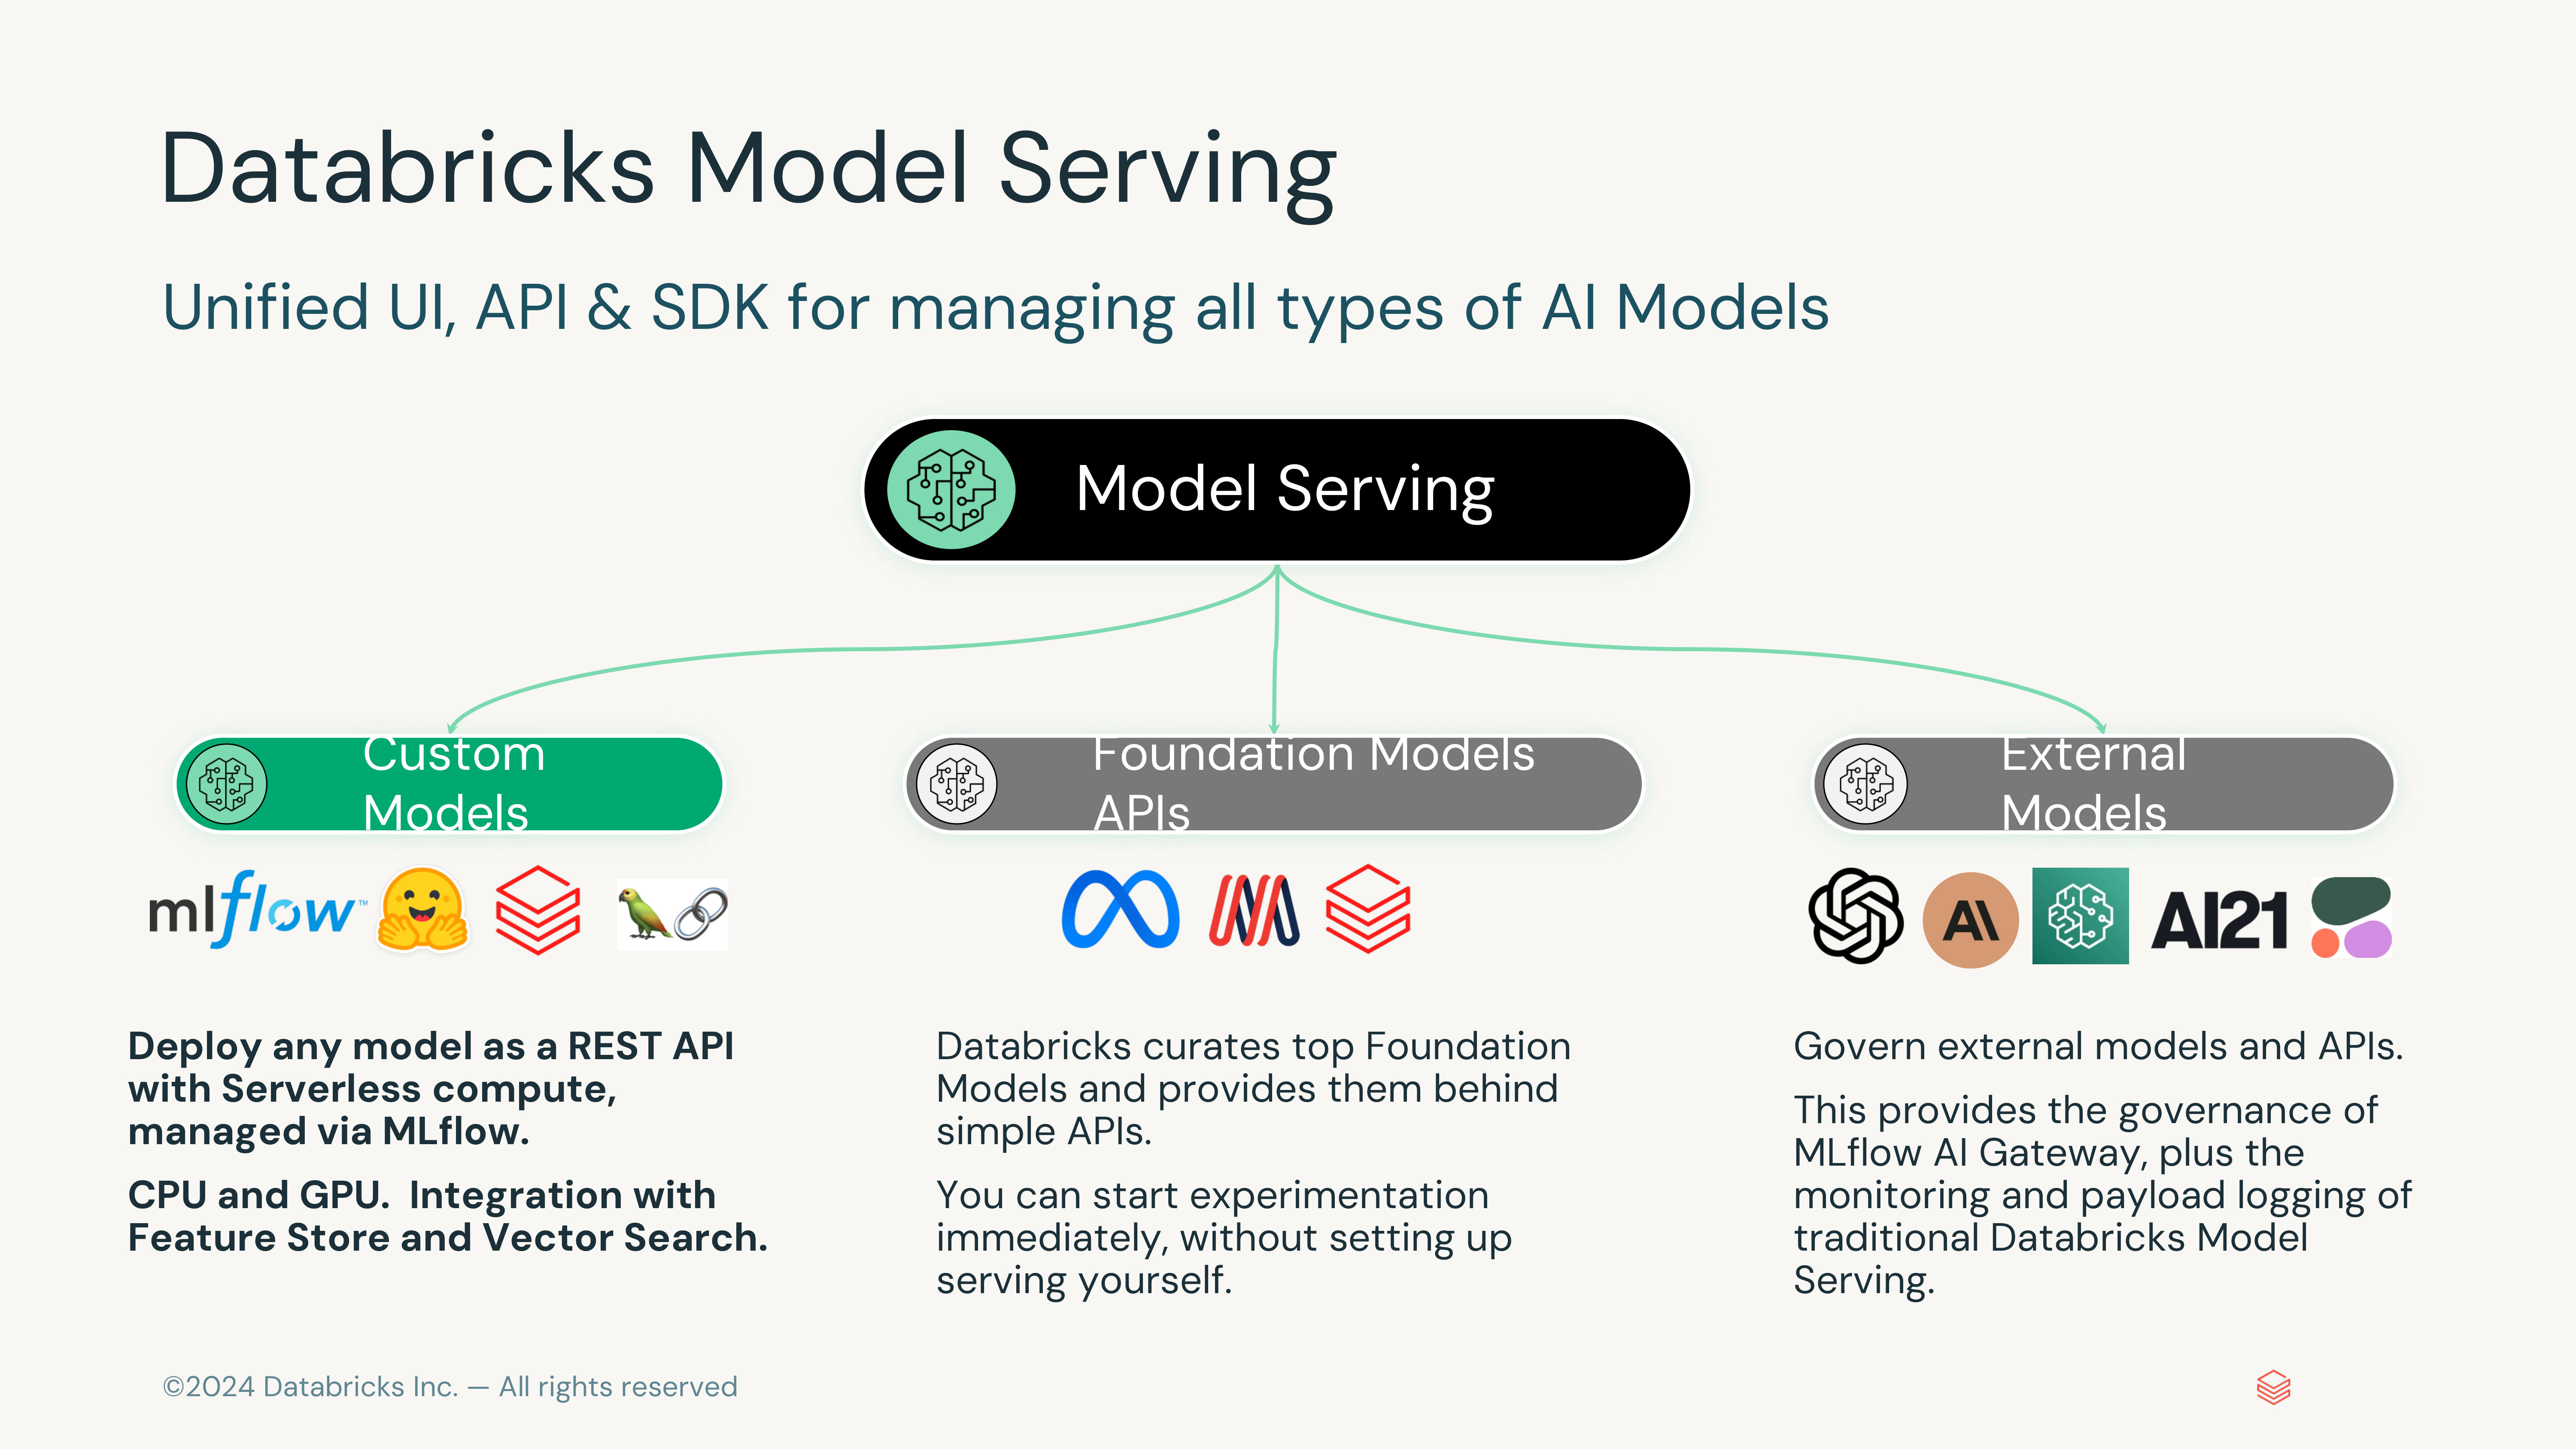 Databricks Model Serving
Unified UI, API & SDK for managing all types of AI Models
Model Serving
Custom
Models
Foundation Models
APIs
External
Models
mlflow™
AI
AI21
Deploy any model as a REST API
with Serverless compute,
managed via MLflow.
CPU and GPU. Integration with
Feature Store and Vector Search.
Databricks curates top Foundation
Models and provides them behind
simple APIs.
You can start experimentation
immediately, without setting up
serving yourself.
Govern external models and APIs.
This provides the governance of
MLflow AI Gateway, plus the
monitoring and payload logging of
traditional Databricks Model
Serving.
©2024 Databricks Inc. — All rights reserved